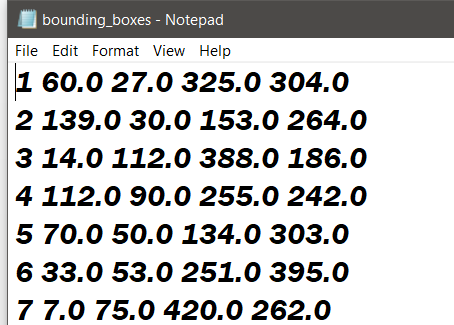 bounding_boxes - Notepad
File Edit Format View Help
1 60.0 27.0 325.0 304.0
2 139.0 30.0 153.0 264.0
3 14.0 112.0 388.0 186.0
4 112.0 90.0 255.0 242.0
5 70.0 50.0 134.0 303.0
6 33.0 53.0 251.0 395.0
7 7.0 75.0 420.0 262.0